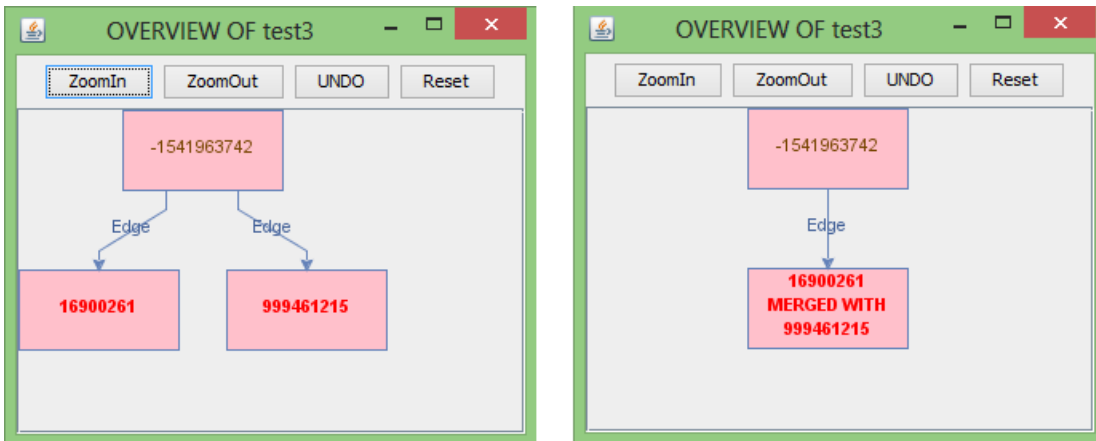 OVERVIEW OF test3
ZoomIn ZoomOut UNDO Reset
-1541963742
Edge Edge
16900261 999461215
OVERVIEW OF test3
ZoomIn ZoomOut UNDO Reset
-1541963742
Edge
16900261
MERGED WITH
999461215